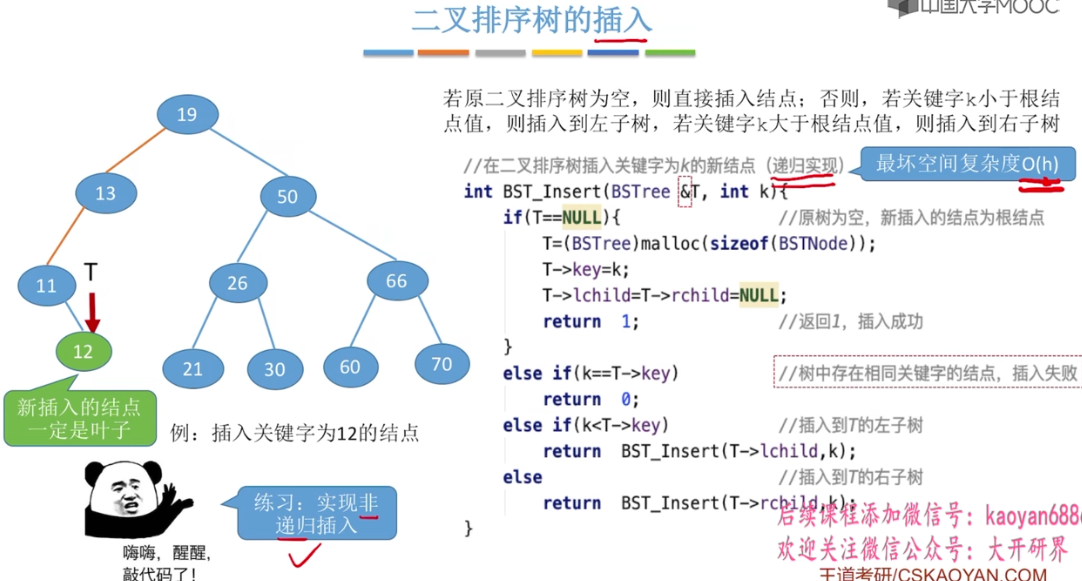 二叉排序树的插入
中国大学MOOC
19
13
50
11
T
26
66
12
21
30
60
70
新插入的结点
一定是叶子
例：插入关键字为12的结点
练习：实现非
递归插入
嘻嘻，醒醒，
敲代码了！
若原二叉排序树为空，则直接插入结点；否则，若关键字k小于根结
点值，则插入到左子树，若关键字k大于根结点值，则插入到右子树
//在二叉排序树插入关键字为k的新结点（递归实现）
最坏空间复杂度O(h)
int BST_Insert(BSTree &T, int k){
if(T==NULL){ //原树为空，新插入的结点为根结点
T=(BSTree)malloc(sizeof(BSTNode));
T->key=k;
T->lchild=T->rchild=NULL;
return 1; //返回1，插入成功
}
else if(k==T->key) //树中存在相同关键字的结点，插入失败
return 0;
else if(k<T->key) //插入到T的左子树
return BST_Insert(T->lchild,k);
else //插入到T的右子树
return BST_Insert(T->rchild,k);
}
后续课程添加微信号：kaoyan688
欢迎关注微信公众号：大开研界
王道考研/CSKAOYAN.COM